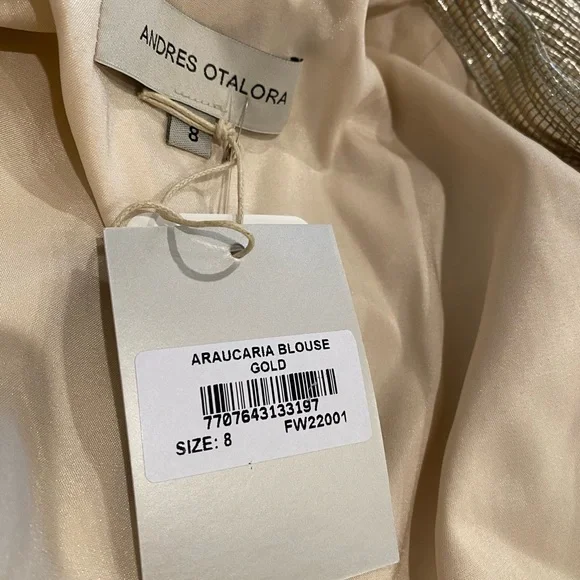 ANDRES OTALORA
8
ARAUCARIA BLOUSE
GOLD
7707643133197
SIZE: 8 FW22001